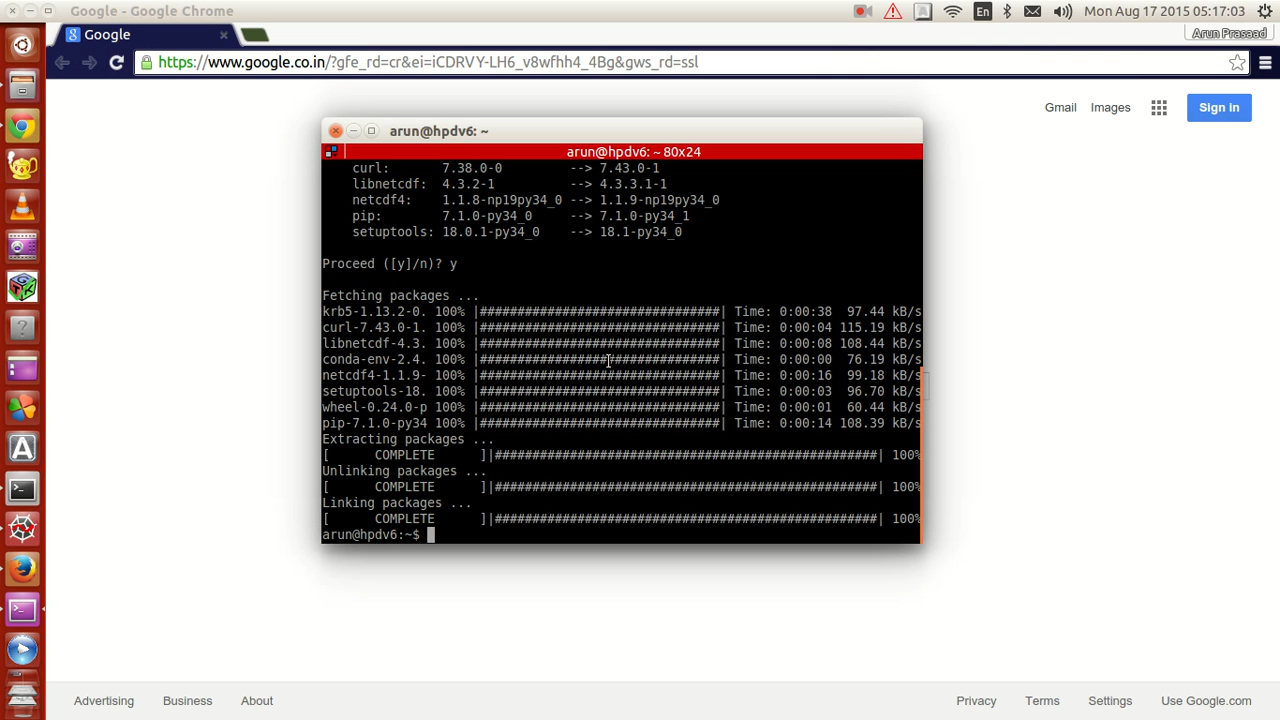 Google - Google Chrome
En
Mon Aug 17 2015 05:17:03
Google
Arun Prasaad
https://www.google.co.in/?gfe_rd=cr&ei=iCDRVY-LH6_v8wfhh4_4Bg&gws_rd=ssl
Gmail Images Sign in
arun@hpdv6: ~
arun@hpdv6: ~ 80x24
curl: 7.38.0-0 --> 7.43.0-1
libnetcdf: 4.3.2-1 --> 4.3.3.1-1
netcdf4: 1.1.8-np19py34_0 --> 1.1.9-np19py34_0
pip: 7.1.0-py34_0 --> 7.1.0-py34_1
setuptools: 18.0.1-py34_0 --> 18.1-py34_0
Proceed ([y]/n)? y
Fetching packages ...
krb5-1.13.2-0. 100% |################################| Time: 0:00:38 97.44 kB/s
curl-7.43.0-1. 100% |################################| Time: 0:00:04 115.19 kB/s
libnetcdf-4.3. 100% |################################| Time: 0:00:08 108.44 kB/s
conda-env-2.4. 100% |################################| Time: 0:00:00 76.19 kB/s
netcdf4-1.1.9- 100% |################################| Time: 0:00:16 99.18 kB/s
setuptools-18. 100% |################################| Time: 0:00:03 96.70 kB/s
wheel-0.24.0-p 100% |################################| Time: 0:00:01 60.44 kB/s
pip-7.1.0-py34 100% |################################| Time: 0:00:14 108.39 kB/s
Extracting packages ...
[ COMPLETE ]|###################################################| 100%
Unlinking packages ...
[ COMPLETE ]|###################################################| 100%
Linking packages ...
[ COMPLETE ]|###################################################| 100%
arun@hpdv6:~$
Advertising Business About Privacy Terms Settings Use Google.com